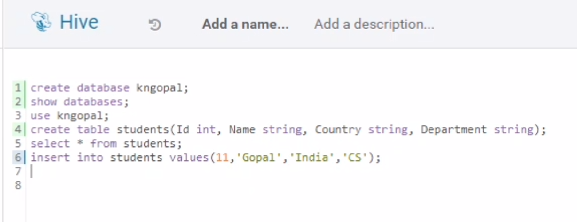 Hive
Add a name...
Add a description...
1 create database kngopal;
2 show databases;
3 use kngopal;
4 create table students(Id int, Name string, Country string, Department string);
5 select * from students;
6 insert into students values(11,'Gopal','India','CS');
7
8